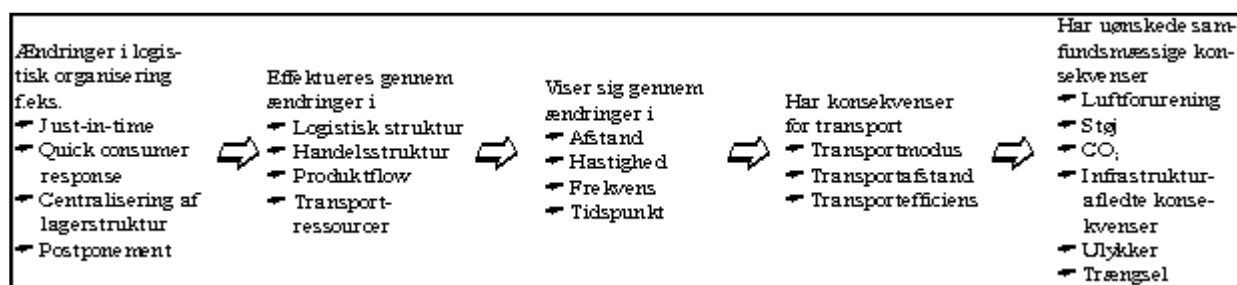 Ændringer i logis-
tisk organisering
f.eks.
☛ Just-in-time
☛ Quick consumer
response
☛ Centralisering af
lagerstruktur
☛ Postponement
Effektueres gennem
ændringer i
☛ Logistisk struktur
☛ Handelsstruktur
☛ Produktflow
☛ Transport-
ressourcer
Viser sig gennem
ændringer i
☛ Afstand
☛ Hastighed
☛ Frekvens
☛ Tidspunkt
Har konsekvenser
for transport
☛ Transportmodus
☛ Transportafstand
☛ Transportefficiens
Har uønskede sam-
fundsmæssige kon-
sekvenser
☛ Luftforurening
☛ Støj
☛ CO₂
☛ Infrastruktur-
afledte konse-
kvenser
☛ Ulykker
☛ Trængsel